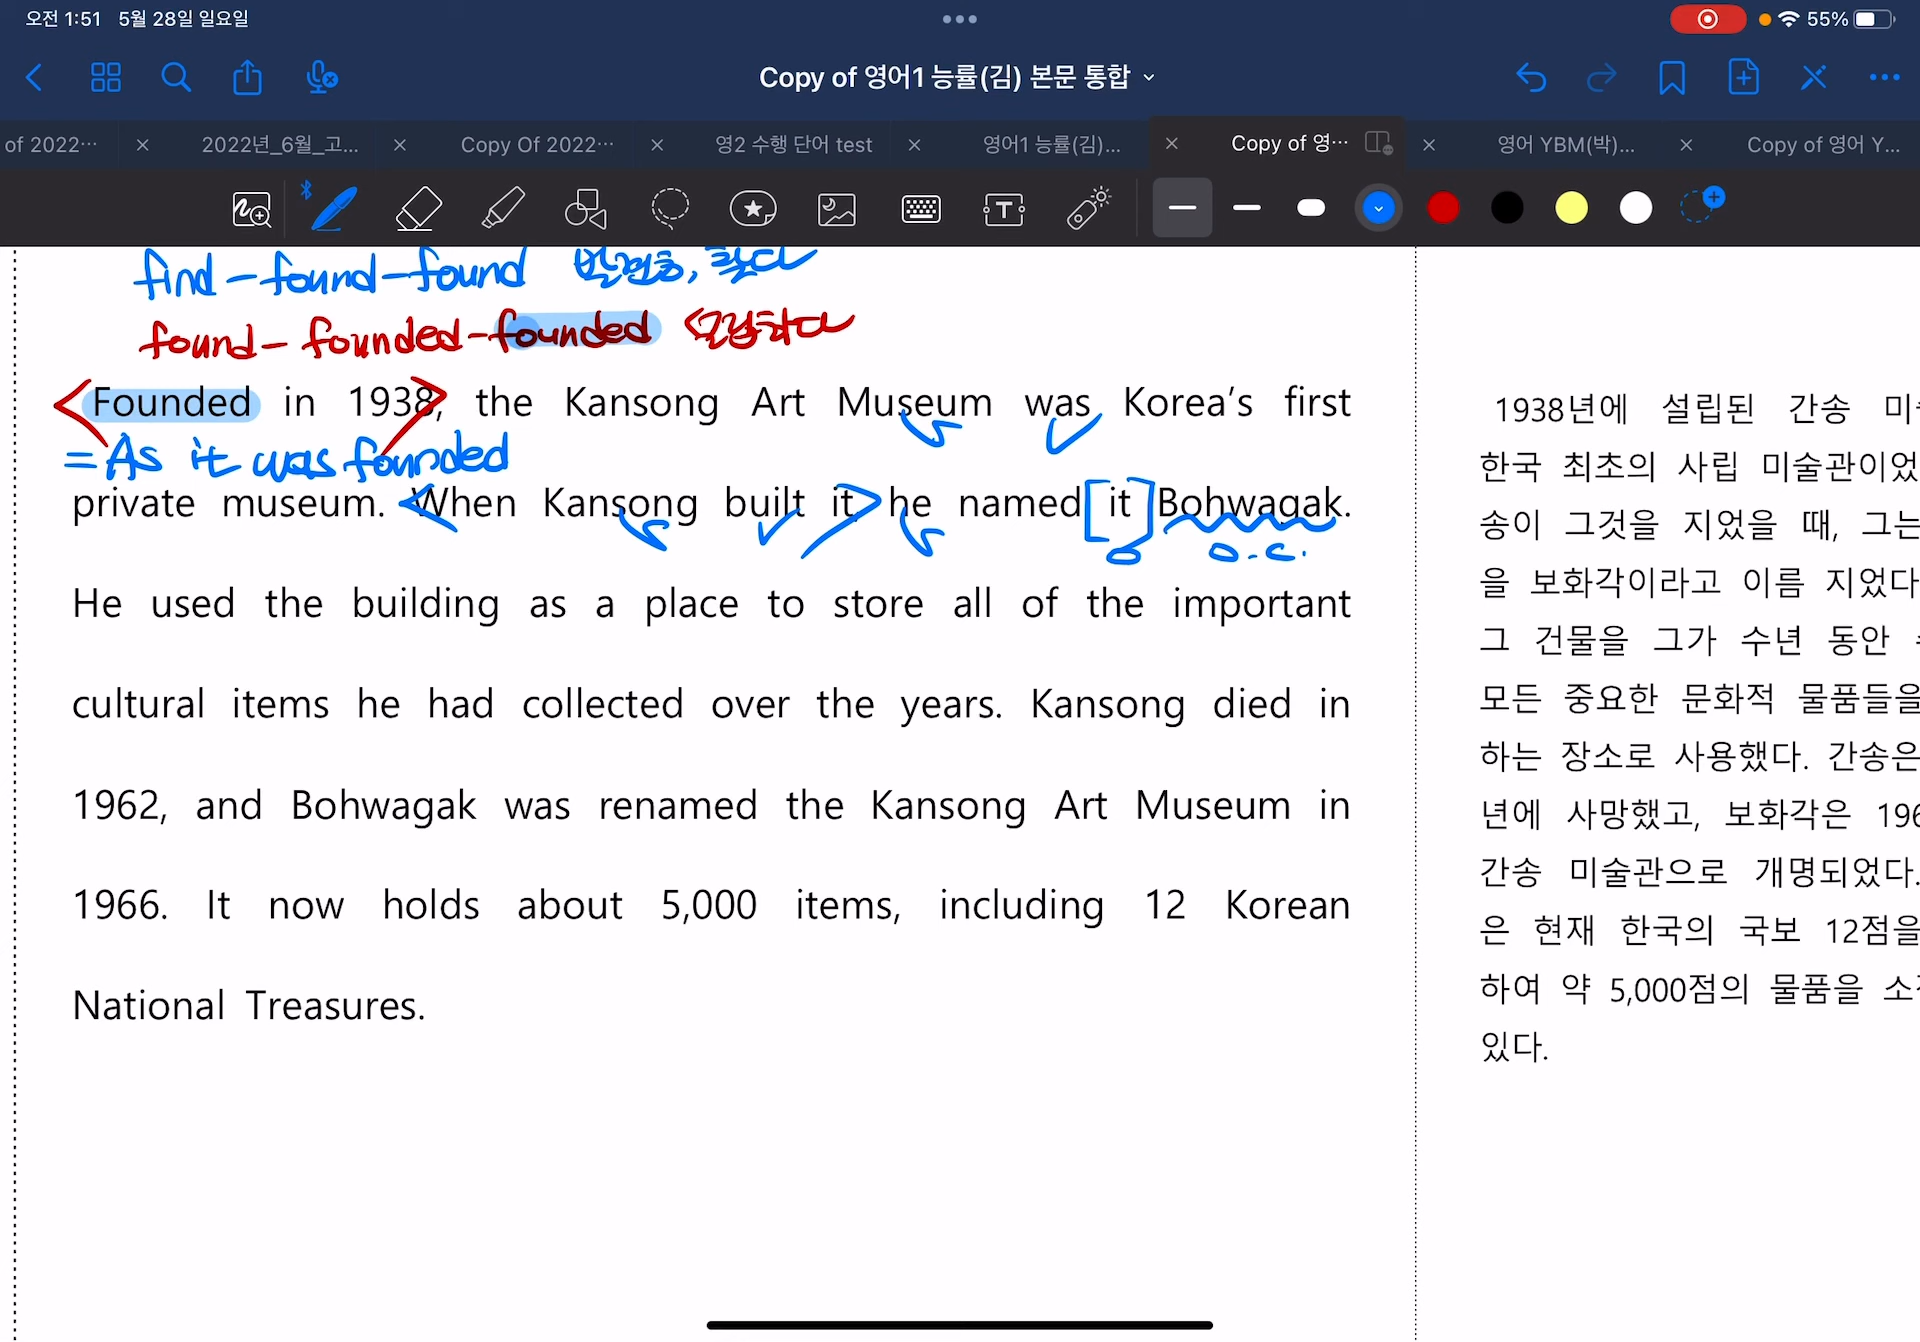 오전 1:51 5월 28일 일요일
55%
Copy of 영어1 능률(김) 본문 통합
of 2022…
2022년_6월_고...
Copy Of 2022…
영2 수행 단어 test
영어1 능률(김)...
Copy of 영…
영어 YBM(박)...
Copy of 영어 Y...
find-found-found 발견하다, 찾다
found- founded-founded 설립하다
Founded in 1938, the Kansong Art Museum was Korea's first
= As it was founded
private museum. When Kansong built it, he named it Bohwagak.
O O.C.
He used the building as a place to store all of the important
cultural items he had collected over the years. Kansong died in
1962, and Bohwagak was renamed the Kansong Art Museum in
1966. It now holds about 5,000 items, including 12 Korean
National Treasures.
1938년에 설립된 간송
한국 최초의 사립 미술관이었
송이 그것을 지었을 때, 그는
을 보화각이라고 이름 지었다
그 건물을 그가 수년 동안
모든 중요한 문화적 물품들을
하는 장소로 사용했다. 간송은
년에 사망했고, 보화각은 196
간송 미술관으로 개명되었다.
은 현재 한국의 국보 12점을
하여 약 5,000점의 물품을
있다.